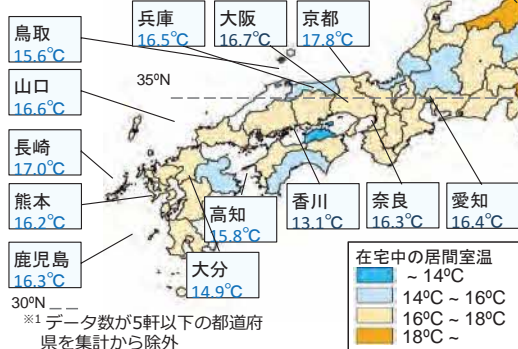 鳥取
15.6℃
兵庫
16.5℃
大阪
16.7℃
京都
17.8℃
35ºN
山口
16.6℃
長崎
17.0℃
熊本
16.2℃
鹿児島
16.3℃
高知
15.8℃
大分
14.9℃
香川
13.1℃
奈良
16.3℃
愛知
16.4℃
在宅中の居間室温
~ 14ºC
14ºC ~ 16ºC
16ºC ~ 18ºC
18ºC ~
30ºN
※1 データ数が5軒以下の都道府
県を集計から除外